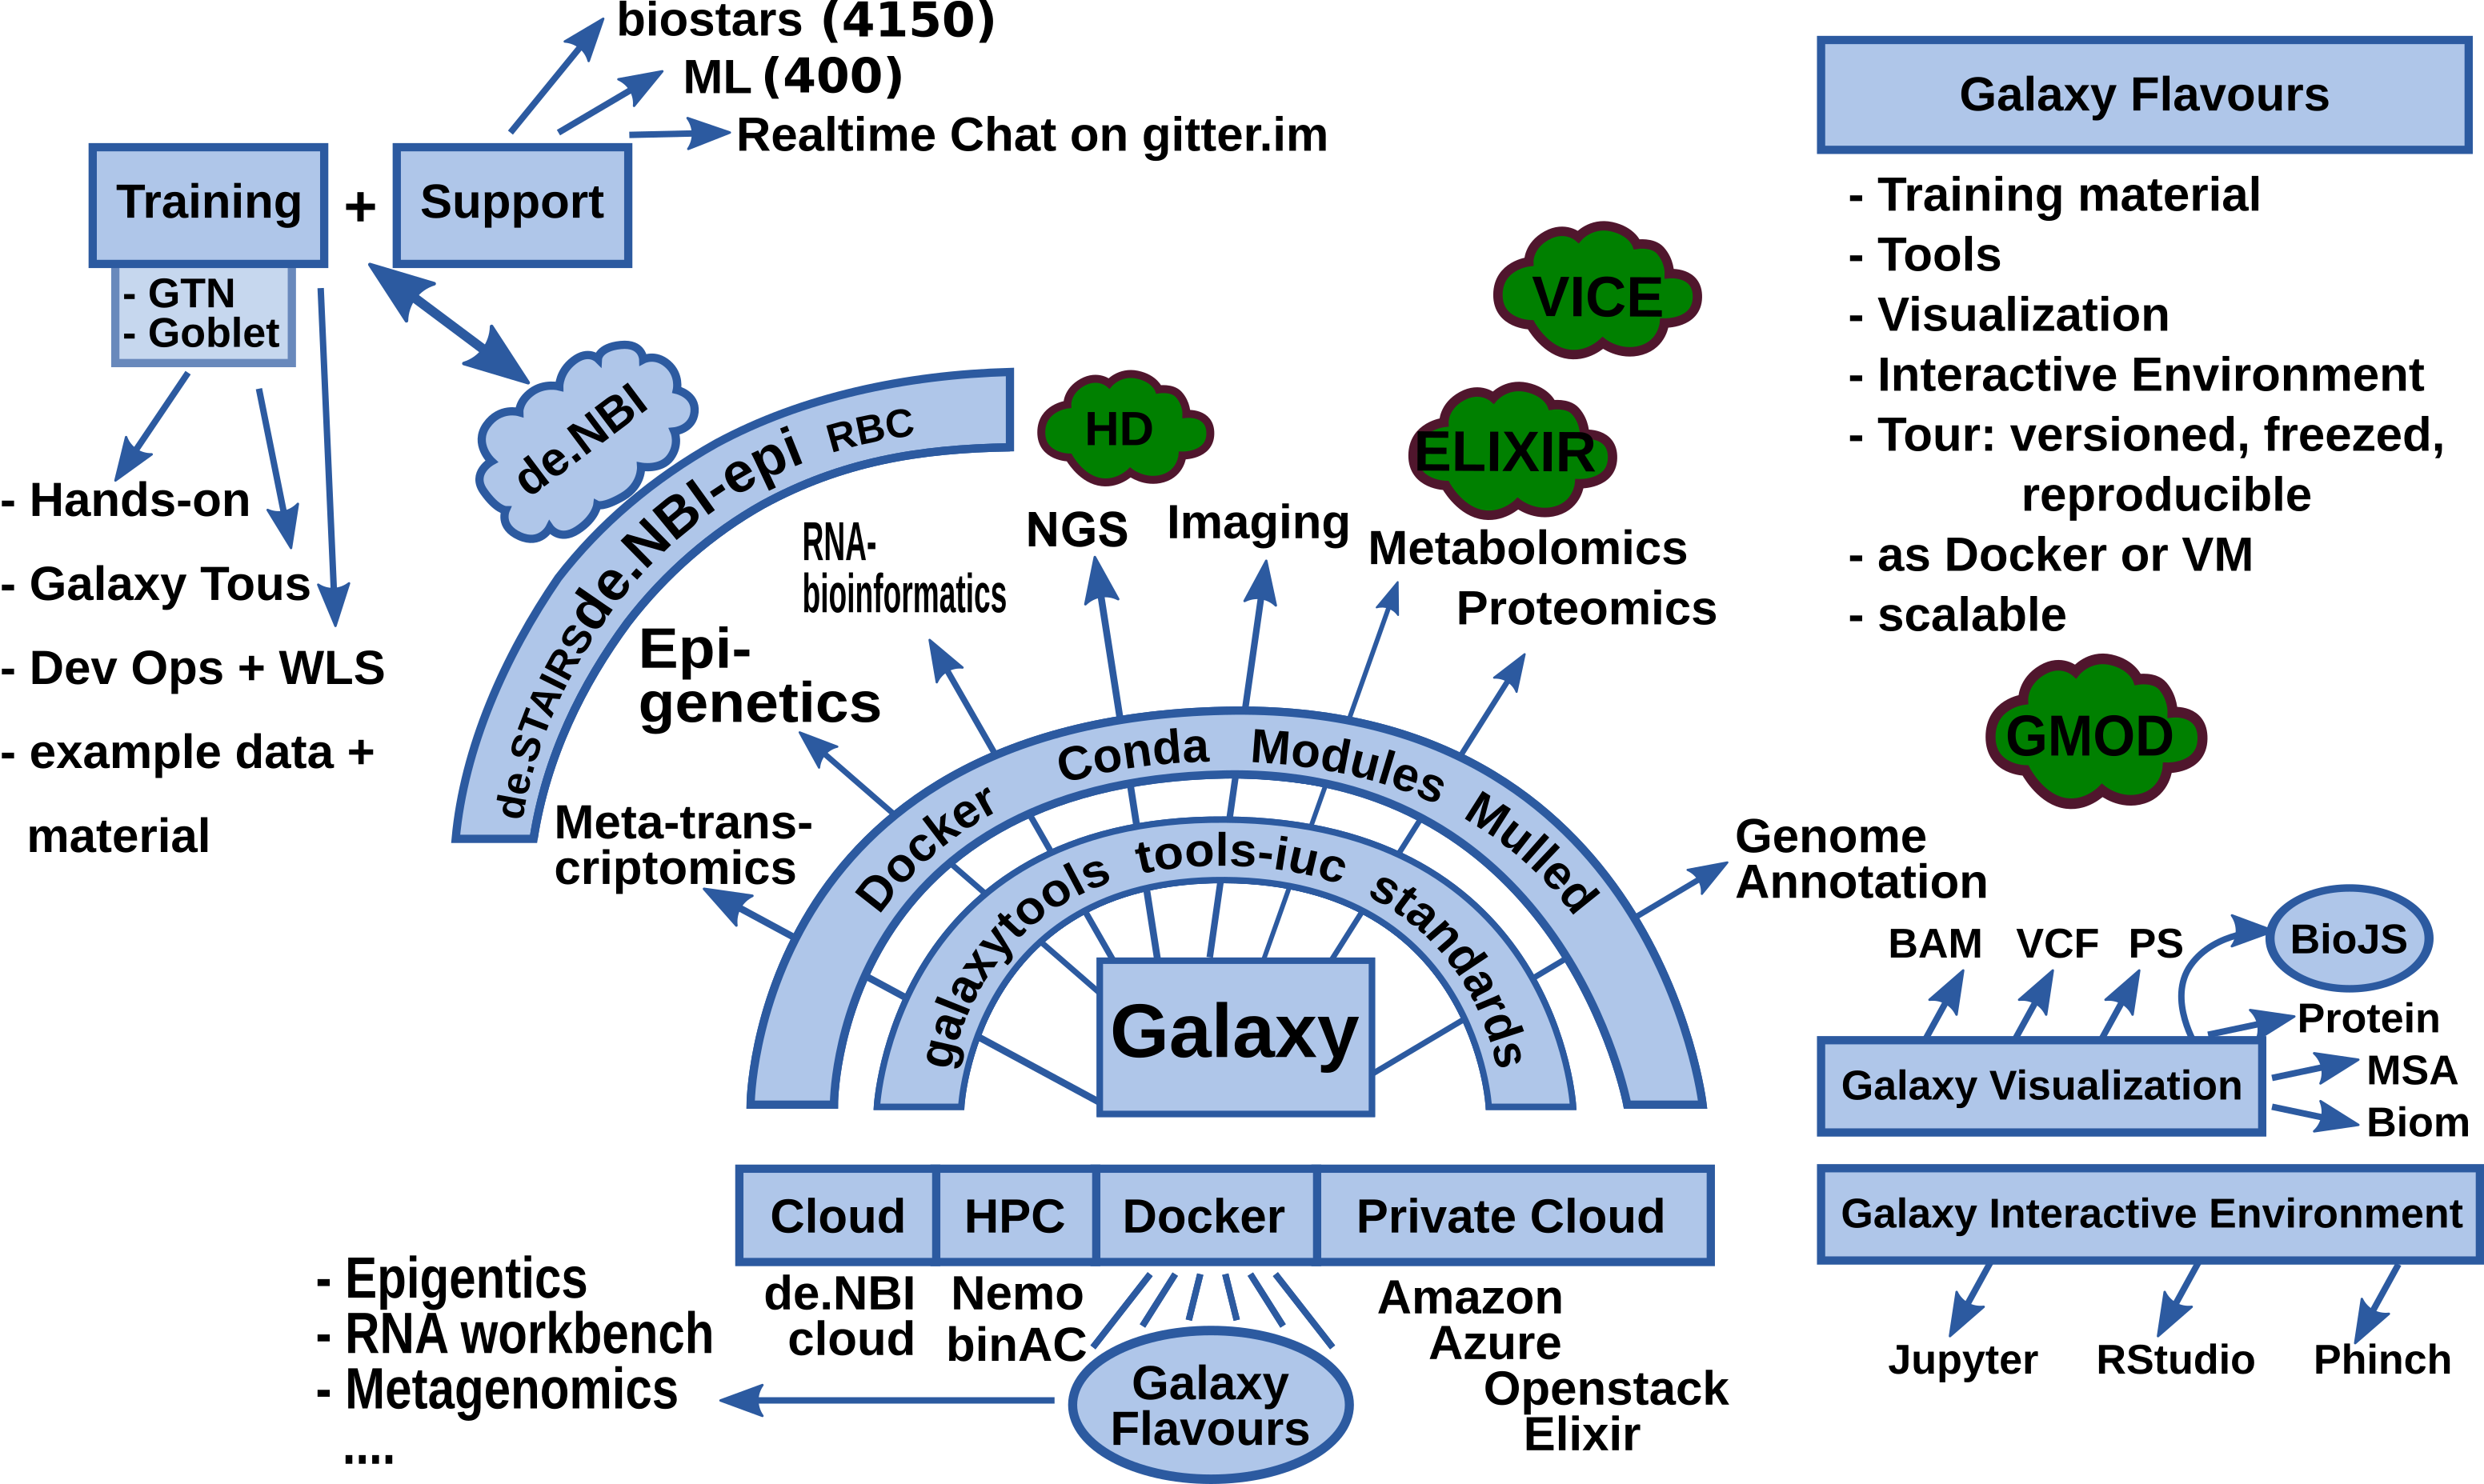 biostars (4150)
ML (400)
Realtime Chat on gitter.im
Training
+
Support
- GTN
- Goblet
- Hands-on
- Galaxy Tous
- Dev Ops + WLS
- example data +
material
de.NBI
de.STAIRS
de.NBI-epi
RBC
HD
VICE
ELIXIR
GMOD
RNA-
bioinformatics
NGS
Imaging
Metabolomics
Proteomics
Epi-
genetics
Meta-trans-
criptomics
Genome
Annotation
Docker Conda Modules Mulled
galaxytools tools-iuc standards
Galaxy
Cloud
HPC
Docker
Private Cloud
de.NBI
cloud
Nemo
binAC
Amazon
Azure
Openstack
Elixir
Galaxy
Flavours
- Epigentics
- RNA workbench
- Metagenomics
....
Galaxy Flavours
- Training material
- Tools
- Visualization
- Interactive Environment
- Tour: versioned, freezed,
reproducible
- as Docker or VM
- scalable
BAM
VCF
PS
BioJS
Protein
MSA
Biom
Galaxy Visualization
Galaxy Interactive Environment
Jupyter
RStudio
Phinch